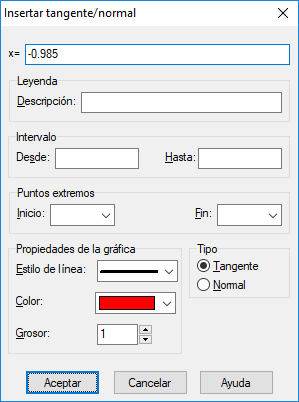 Insertar tangente/normal
x= -0.985
Leyenda
Descripción:
Intervalo
Desde: Hasta:
Puntos extremos
Inicio: Fin:
Propiedades de la gráfica Tipo
Estilo de línea: Tangente
Color: Normal
Grosor: 1
Aceptar Cancelar Ayuda